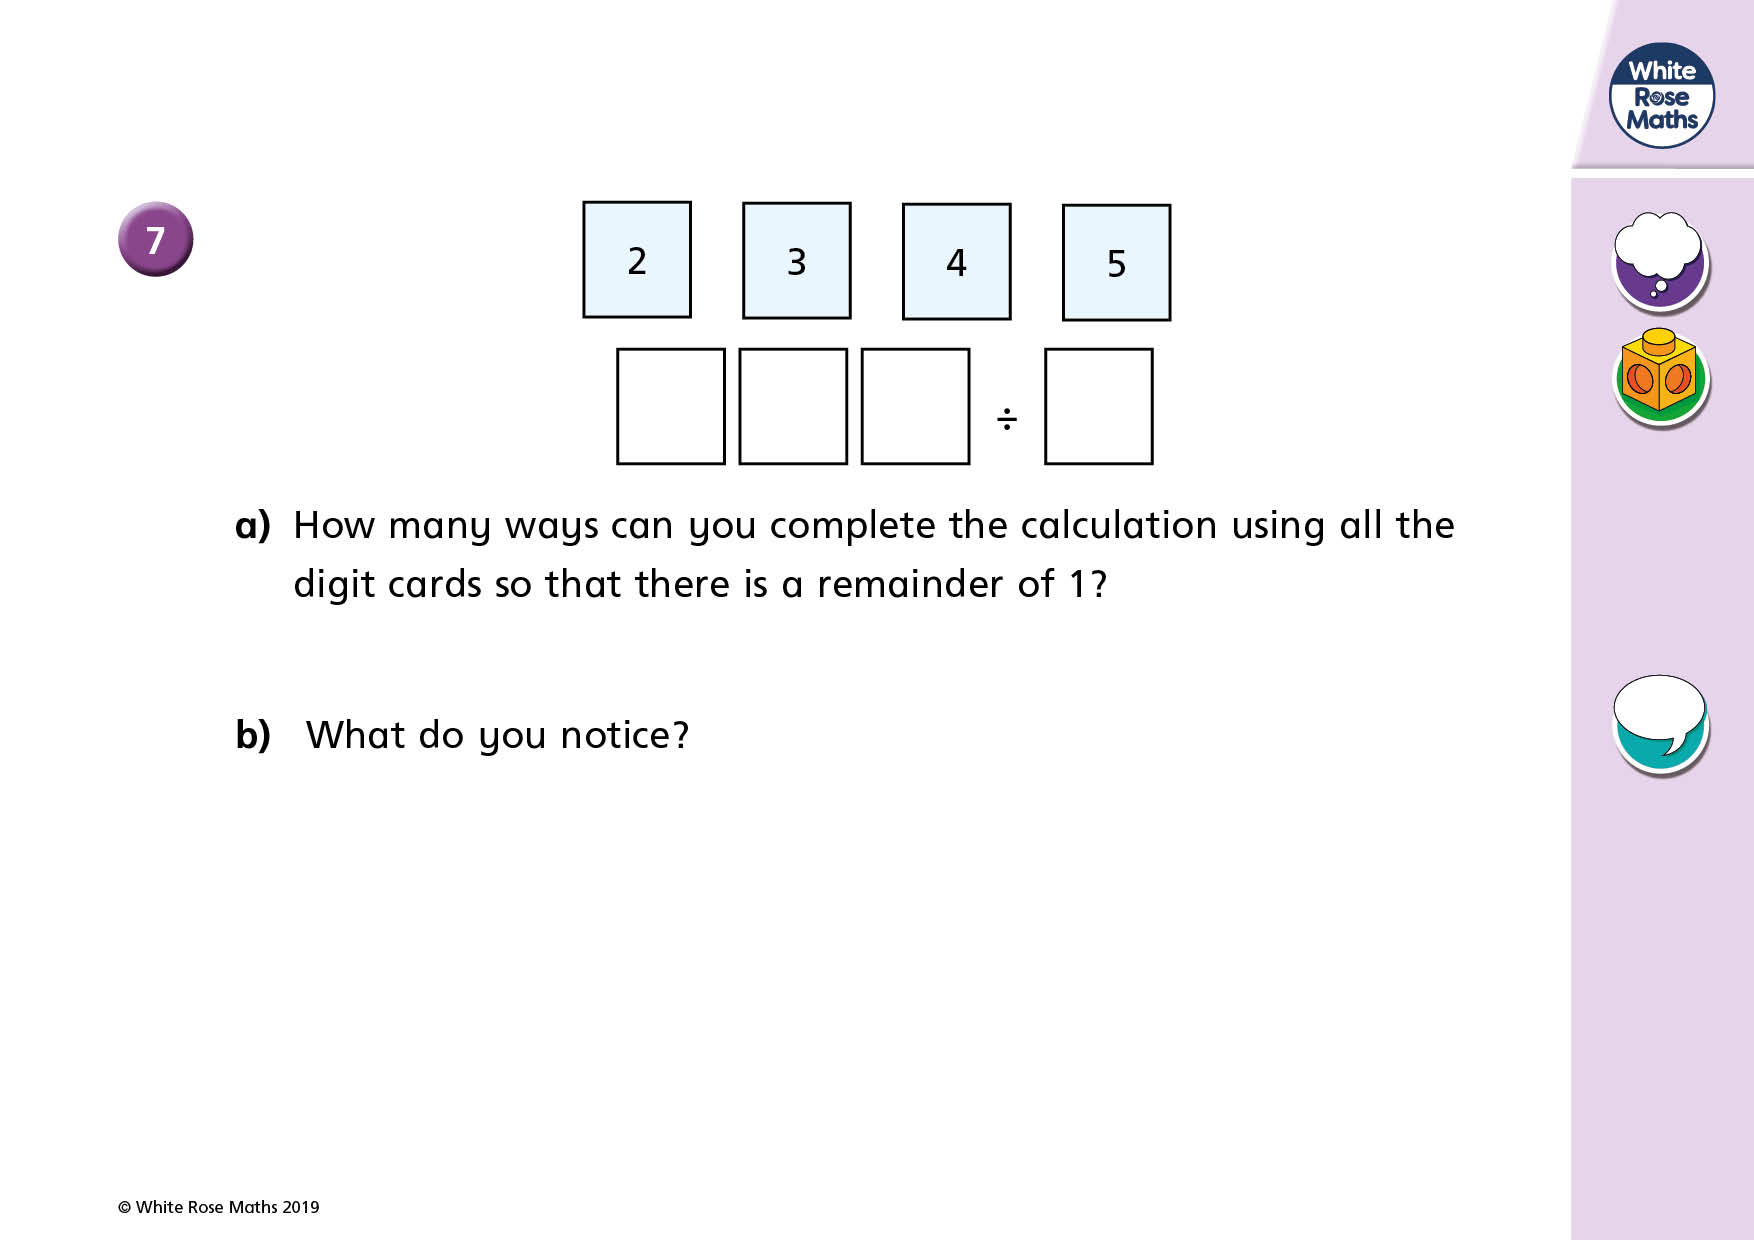 White
Rose
Maths
7
2 3 4 5
÷
a) How many ways can you complete the calculation using all the
digit cards so that there is a remainder of 1?
b) What do you notice?
© White Rose Maths 2019